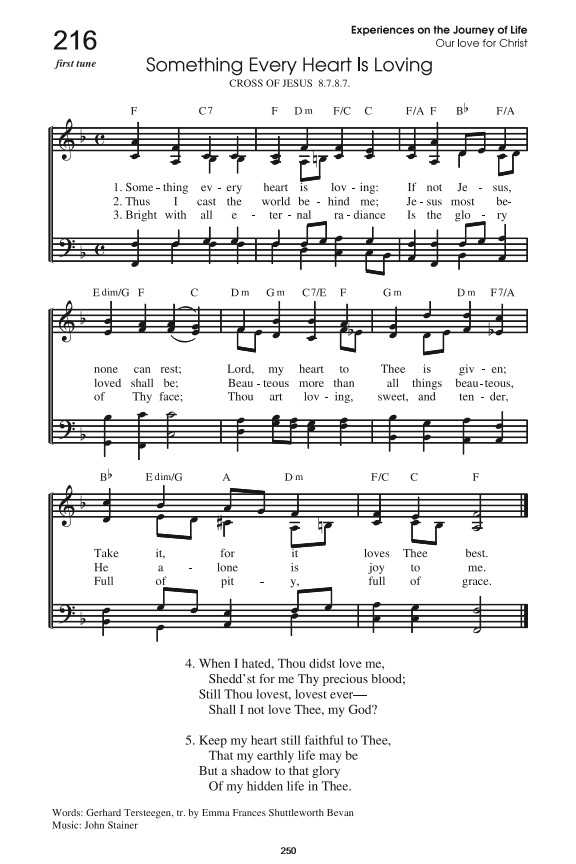 216
Experiences on the Journey of Life
Our love for Christ
first tune
Something Every Heart Is Loving
CROSS OF JESUS 8.7.8.7.
F C7 F Dm F/C C F/A F B♭ F/A
1. Some - thing ev - ery heart is lov - ing: If not Je - sus,
2. Thus I cast the world be - hind me; Je - sus most be-
3. Bright with all e - ter - nal ra - diance Is the glo - ry
E dim/G F C Dm Gm C7/E F Gm Dm F7/A
none can rest; Lord, my heart to Thee is giv - en;
loved shall be; Beau - teous more than all things beau - teous,
of Thy face; Thou art lov - ing, sweet, and ten - der,
B♭ E dim/G A Dm F/C C F
Take it, for it loves Thee best.
He a - lone is joy to me.
Full of pit - y, full of grace.
4. When I hated, Thou didst love me,
Shedd'st for me Thy precious blood;
Still Thou lovest, lovest ever—
Shall I not love Thee, my God?
5. Keep my heart still faithful to Thee,
That my earthly life may be
But a shadow to that glory
Of my hidden life in Thee.
Words: Gerhard Tersteegen, tr. by Emma Frances Shuttleworth Bevan
Music: John Stainer
250